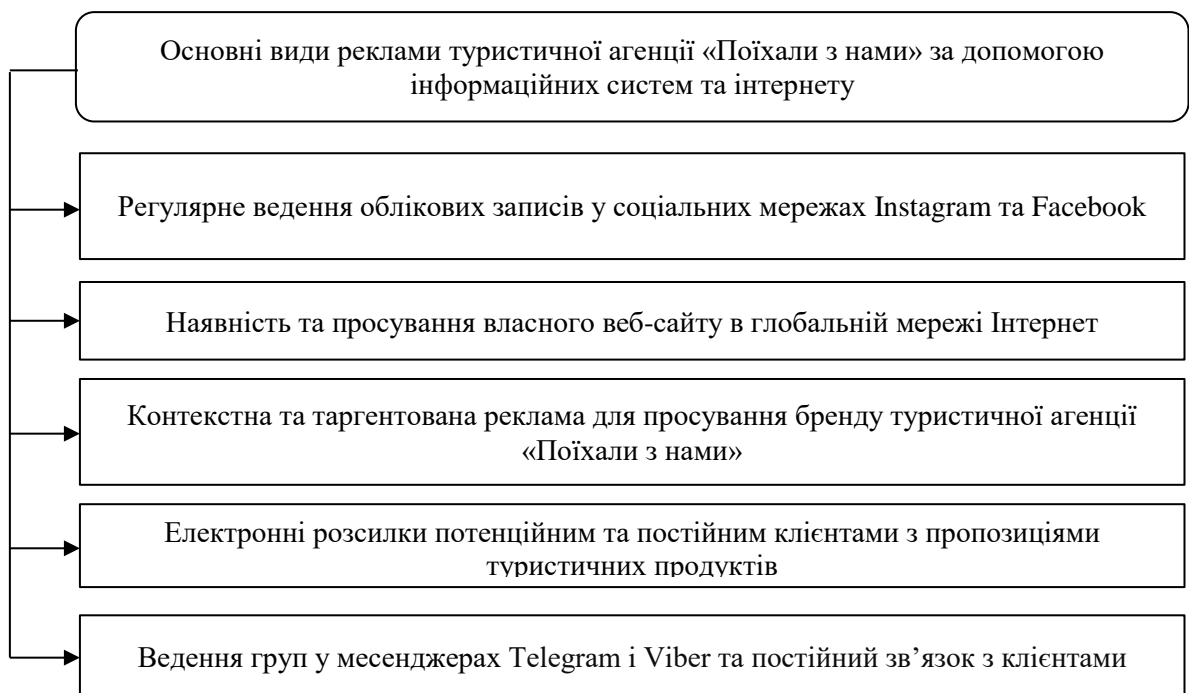 Основні види реклами туристичної агенції «Поїхали з нами» за допомогою
інформаційних систем та інтернету
Регулярне ведення облікових записів у соціальних мережах Instagram та Facebook
Наявність та просування власного веб-сайту в глобальній мережі Інтернет
Контекстна та таргентована реклама для просування бренду туристичної агенції
«Поїхали з нами»
Електронні розсилки потенційним та постійним клієнтами з пропозиціями
туристичних продуктів
Ведення груп у месенджерах Telegram і Viber та постійний зв’язок з клієнтами